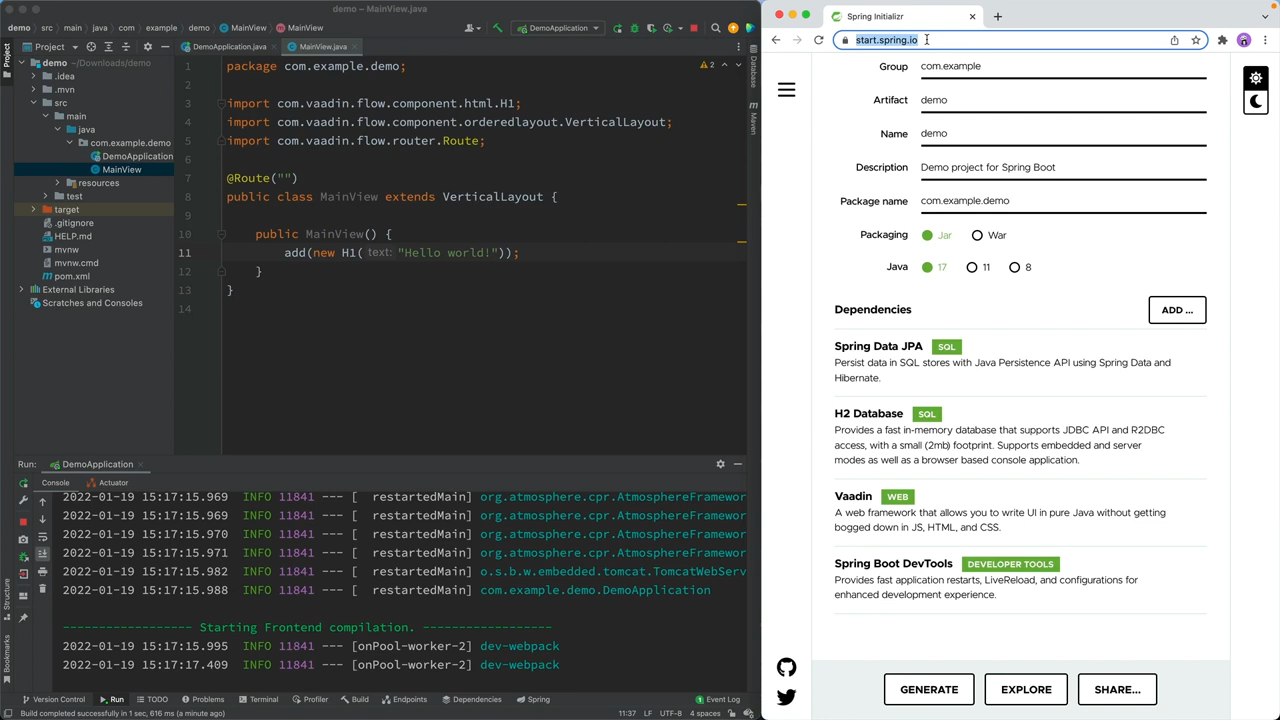 demo – MainView.java
demo
main
java
com
example
demo
MainView
MainView
DemoApplication
Project
DemoApplication.java
MainView.java
demo ~/Downloads/demo
.idea
.mvn
src
main
java
com.example.demo
DemoApplication
MainView
resources
test
target
.gitignore
HELP.md
mvnw
mvnw.cmd
pom.xml
External Libraries
Scratches and Consoles
Project
Structure
Bookmarks
Database
Maven
2
1 package com.example.demo;
2
3 import com.vaadin.flow.component.html.H1;
4 import com.vaadin.flow.component.orderedlayout.VerticalLayout;
5 import com.vaadin.flow.router.Route;
6
7 @Route("")
8 public class MainView extends VerticalLayout {
9
10 public MainView() {
11 add(new H1( text: "Hello world!"));
12 }
13 }
14
Run: DemoApplication
Console Actuator
2022-01-19 15:17:15.969 INFO 11841 --- [ restartedMain] org.atmosphere.cpr.AtmosphereFramewor
2022-01-19 15:17:15.969 INFO 11841 --- [ restartedMain] org.atmosphere.cpr.AtmosphereFramewor
2022-01-19 15:17:15.970 INFO 11841 --- [ restartedMain] org.atmosphere.cpr.AtmosphereFramewor
2022-01-19 15:17:15.971 INFO 11841 --- [ restartedMain] org.atmosphere.cpr.AtmosphereFramewor
2022-01-19 15:17:15.982 INFO 11841 --- [ restartedMain] o.s.b.w.embedded.tomcat.TomcatWebServ
2022-01-19 15:17:15.988 INFO 11841 --- [ restartedMain] com.example.demo.DemoApplication
------------------ Starting Frontend compilation. ------------------
2022-01-19 15:17:15.995 INFO 11841 --- [onPool-worker-2] dev-webpack
2022-01-19 15:17:17.409 INFO 11841 --- [onPool-worker-2] dev-webpack
Version Control Run TODO Problems Terminal Profiler Build Endpoints Dependencies Spring Event Log
Build completed successfully in 1 sec, 616 ms (a minute ago)
11:37 LF UTF-8 4 spaces
Spring Initializr
start.spring.io
Group com.example
Artifact demo
Name demo
Description Demo project for Spring Boot
Package name com.example.demo
Packaging Jar War
Java 17 11 8
Dependencies ADD ...
Spring Data JPA SQL
Persist data in SQL stores with Java Persistence API using Spring Data and
Hibernate.
H2 Database SQL
Provides a fast in-memory database that supports JDBC API and R2DBC
access, with a small (2mb) footprint. Supports embedded and server
modes as well as a browser based console application.
Vaadin WEB
A web framework that allows you to write UI in pure Java without getting
bogged down in JS, HTML, and CSS.
Spring Boot DevTools DEVELOPER TOOLS
Provides fast application restarts, LiveReload, and configurations for
enhanced development experience.
GENERATE EXPLORE SHARE...